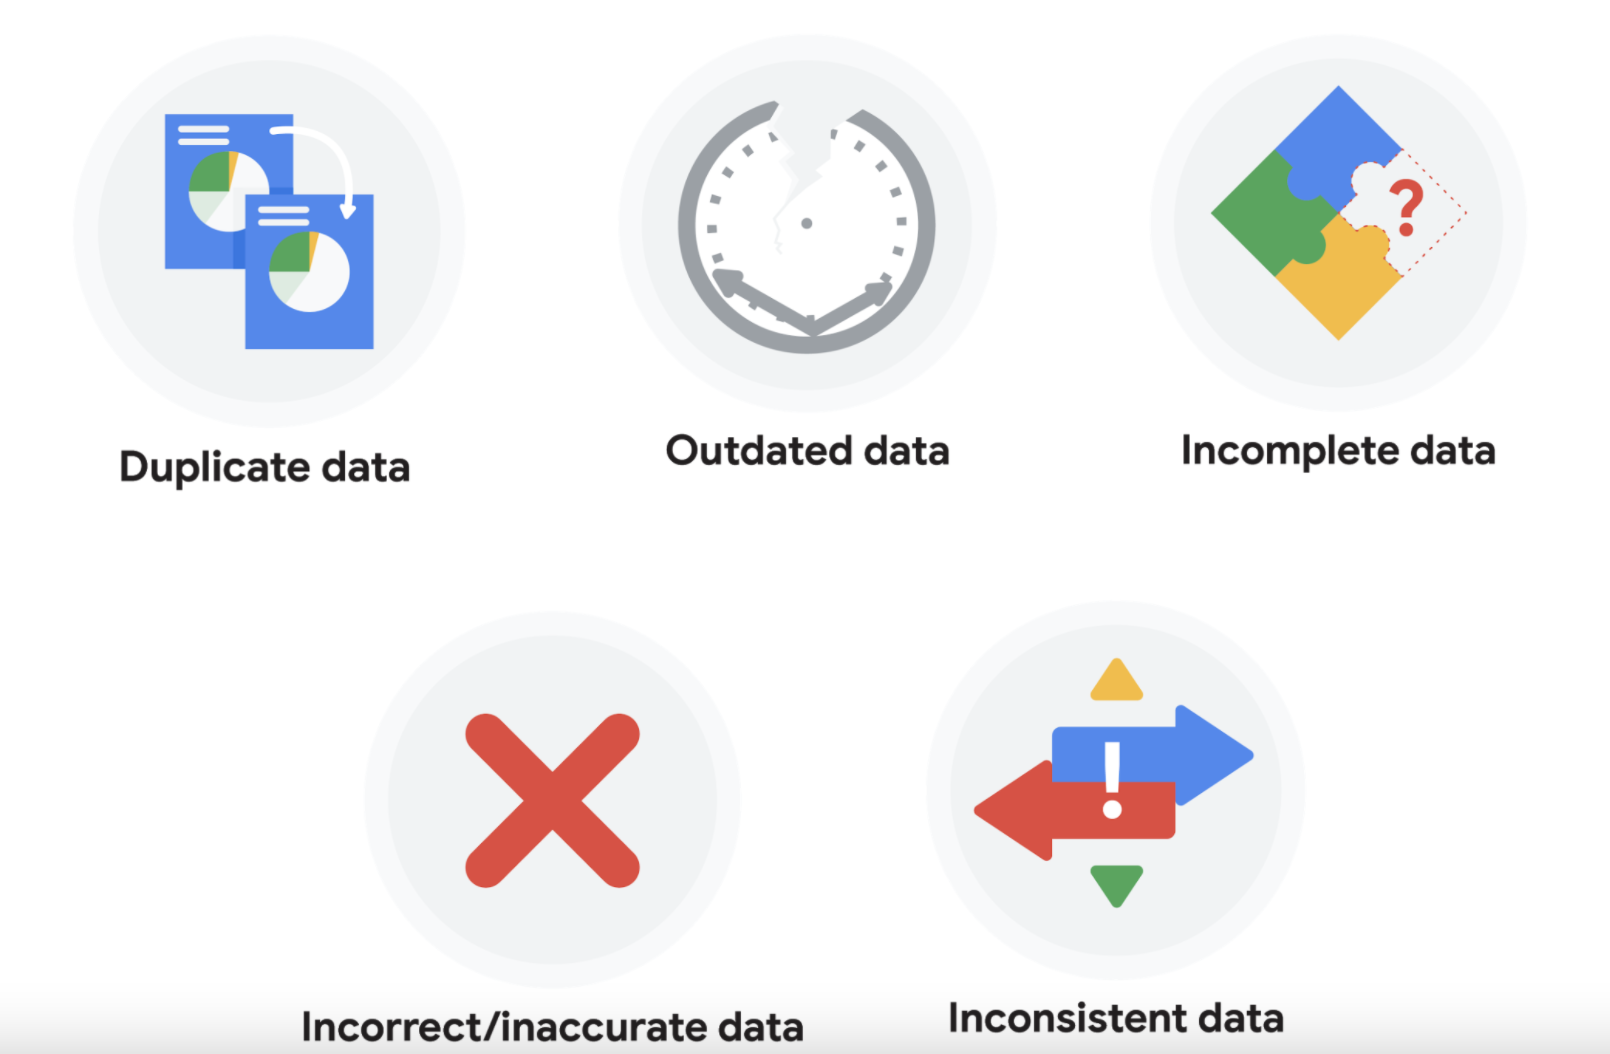 Duplicate data
Outdated data
Incomplete data
?
!
Incorrect/inaccurate data
Inconsistent data